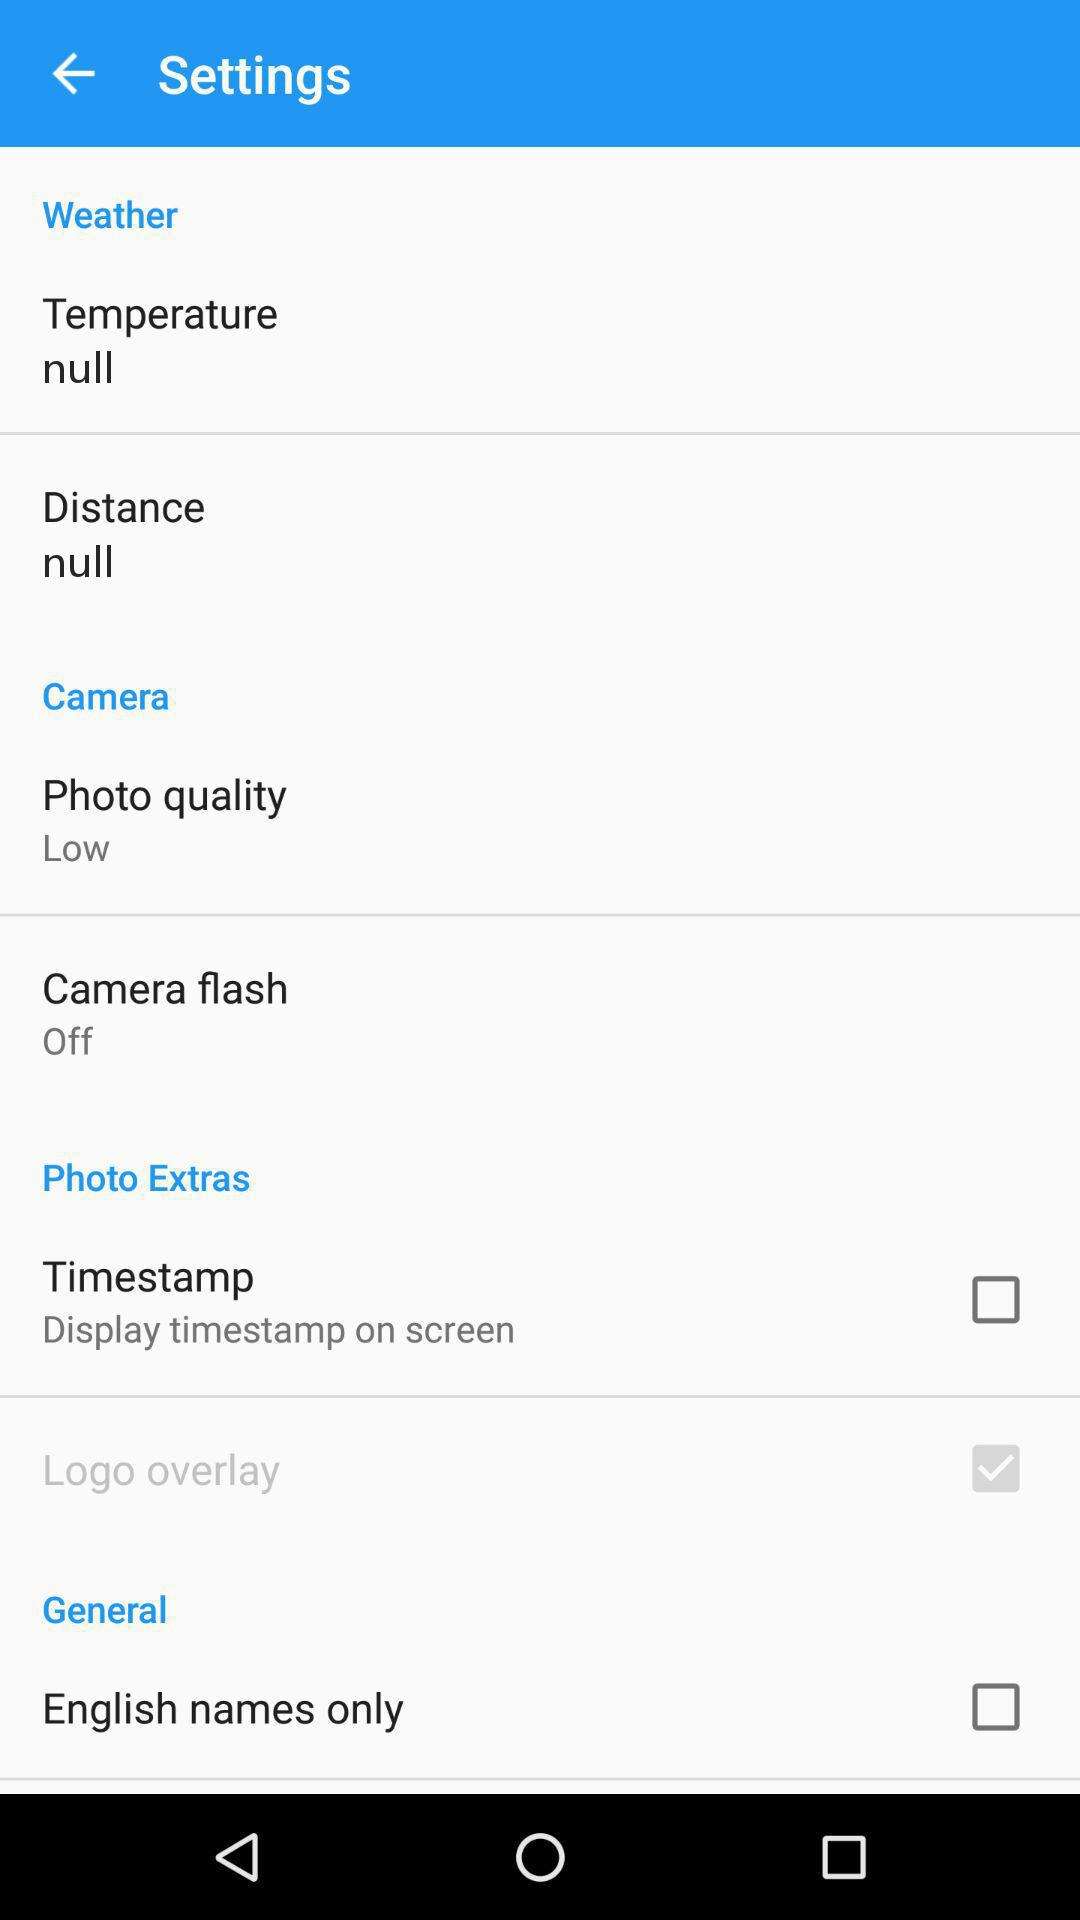 Settings
Weather
Temperature
null
Distance
null
Camera
Photo quality
Low
Camera flash
Off
Photo Extras
Timestamp
Display timestamp on screen
Logo overlay
General
English names only